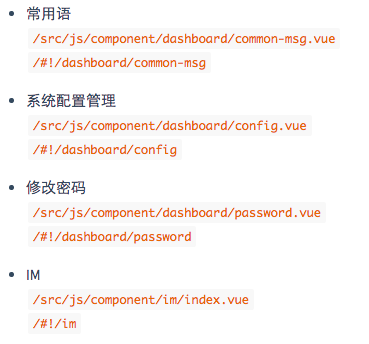 常用语
/src/js/component/dashboard/common-msg.vue
/#!/dashboard/common-msg
系统配置管理
/src/js/component/dashboard/config.vue
/#!/dashboard/config
修改密码
/src/js/component/dashboard/password.vue
/#!/dashboard/password
IM
/src/js/component/im/index.vue
/#!/im